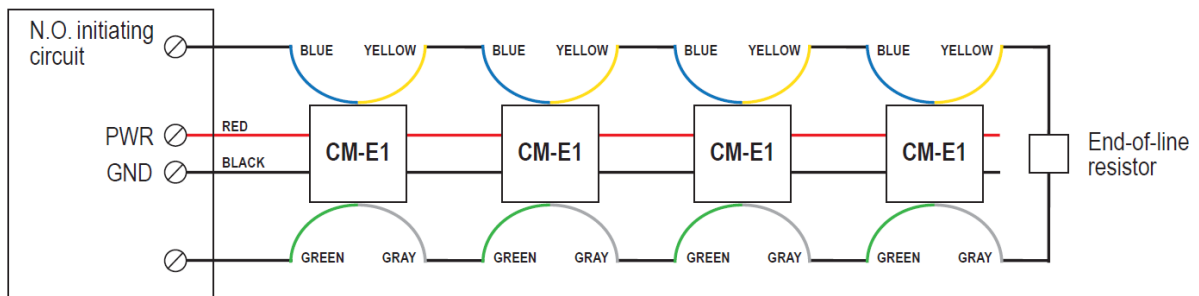 N.O. initiating
circuit
BLUE YELLOW BLUE YELLOW BLUE YELLOW BLUE YELLOW
PWR RED
GND BLACK
CM-E1 CM-E1 CM-E1 CM-E1
End-of-line
resistor
GREEN GRAY GREEN GRAY GREEN GRAY GREEN GRAY